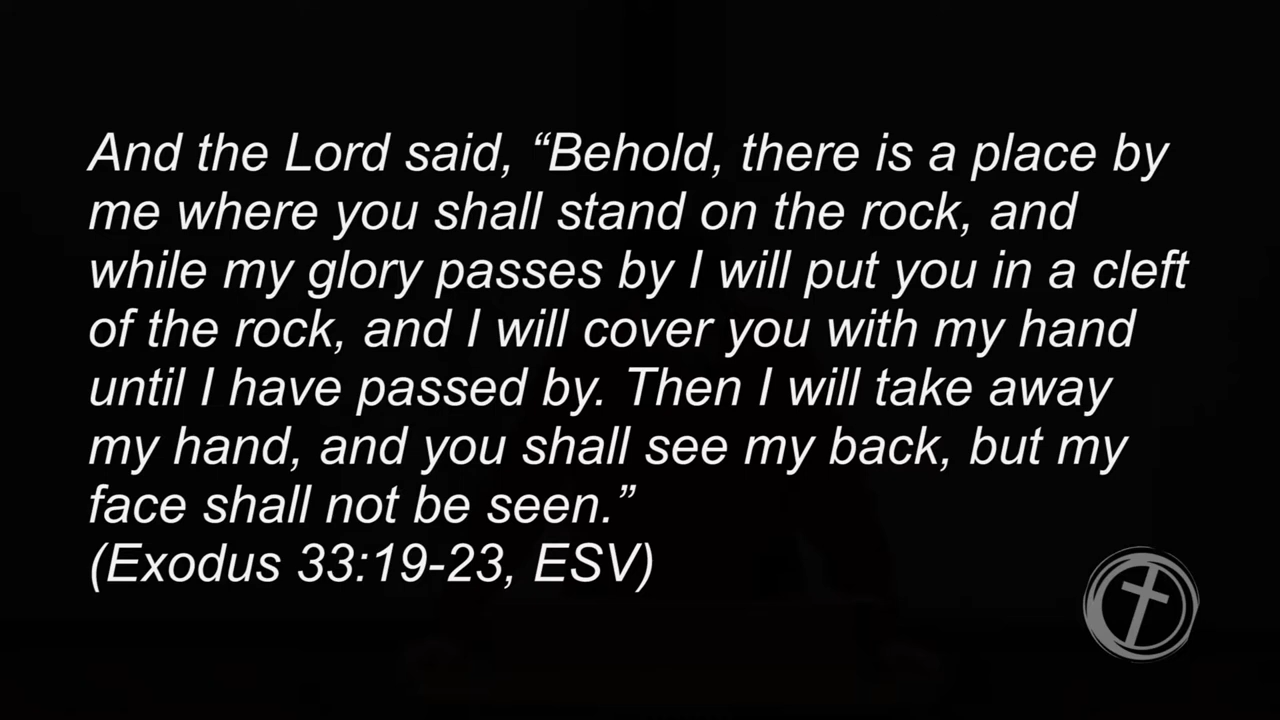 And the Lord said, “Behold, there is a place by
me where you shall stand on the rock, and
while my glory passes by I will put you in a cleft
of the rock, and I will cover you with my hand
until I have passed by. Then I will take away
my hand, and you shall see my back, but my
face shall not be seen.”
(Exodus 33:19-23, ESV)